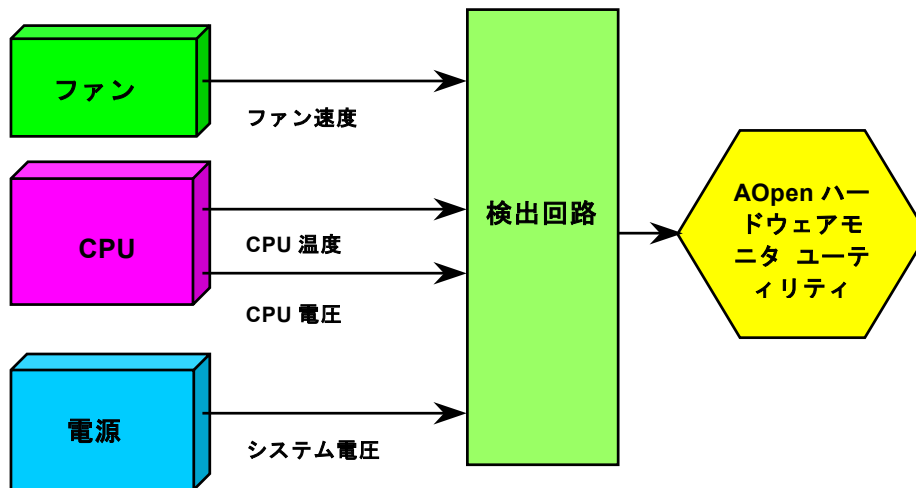 ファン
ファン速度
CPU
CPU 温度
CPU 電圧
電源
システム電圧
検出回路
AOpen ハー
ドウェアモ
ニタ ユーテ
ィリティ